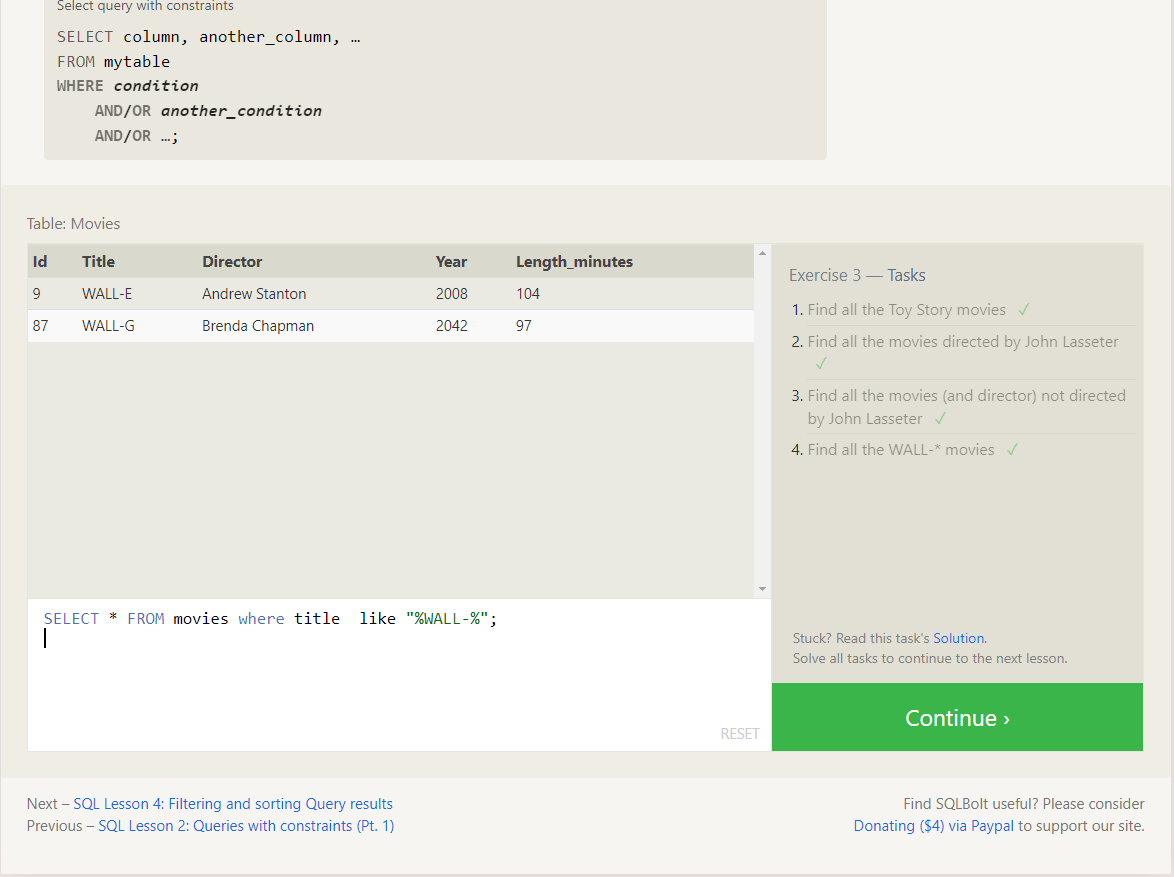 Select query with constraints
SELECT column, another_column, …
FROM mytable
WHERE condition
AND/OR another_condition
AND/OR …;
Table: Movies
Id Title Director Year Length_minutes
9 WALL-E Andrew Stanton 2008 104
87 WALL-G Brenda Chapman 2042 97
SELECT * FROM movies where title  like "%WALL-%";
RESET
Exercise 3 — Tasks
1. Find all the Toy Story movies ✓
2. Find all the movies directed by John Lasseter
✓
3. Find all the movies (and director) not directed
by John Lasseter ✓
4. Find all the WALL-* movies ✓
Stuck? Read this task's Solution.
Solve all tasks to continue to the next lesson.
Continue ›
Next – SQL Lesson 4: Filtering and sorting Query results
Previous – SQL Lesson 2: Queries with constraints (Pt. 1)
Find SQLBolt useful? Please consider
Donating ($4) via Paypal to support our site.